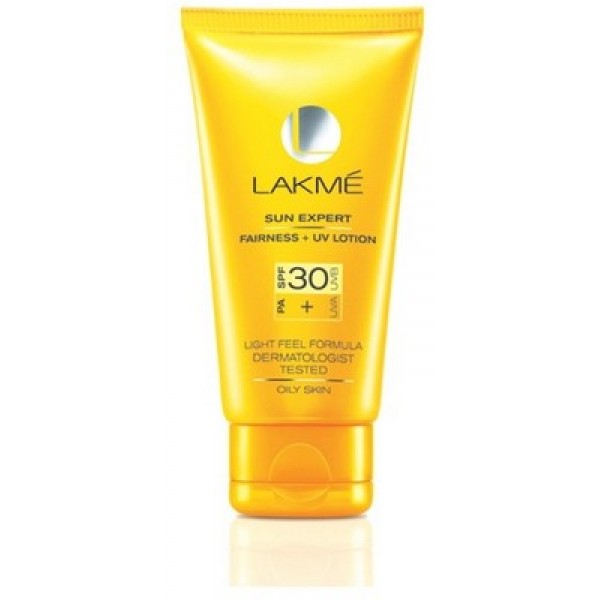 LAKMÉ
SUN EXPERT
FAIRNESS + UV LOTION
PA SPF 30 + UVA UVB
LIGHT FEEL FORMULA
DERMATOLOGIST
TESTED
OILY SKIN